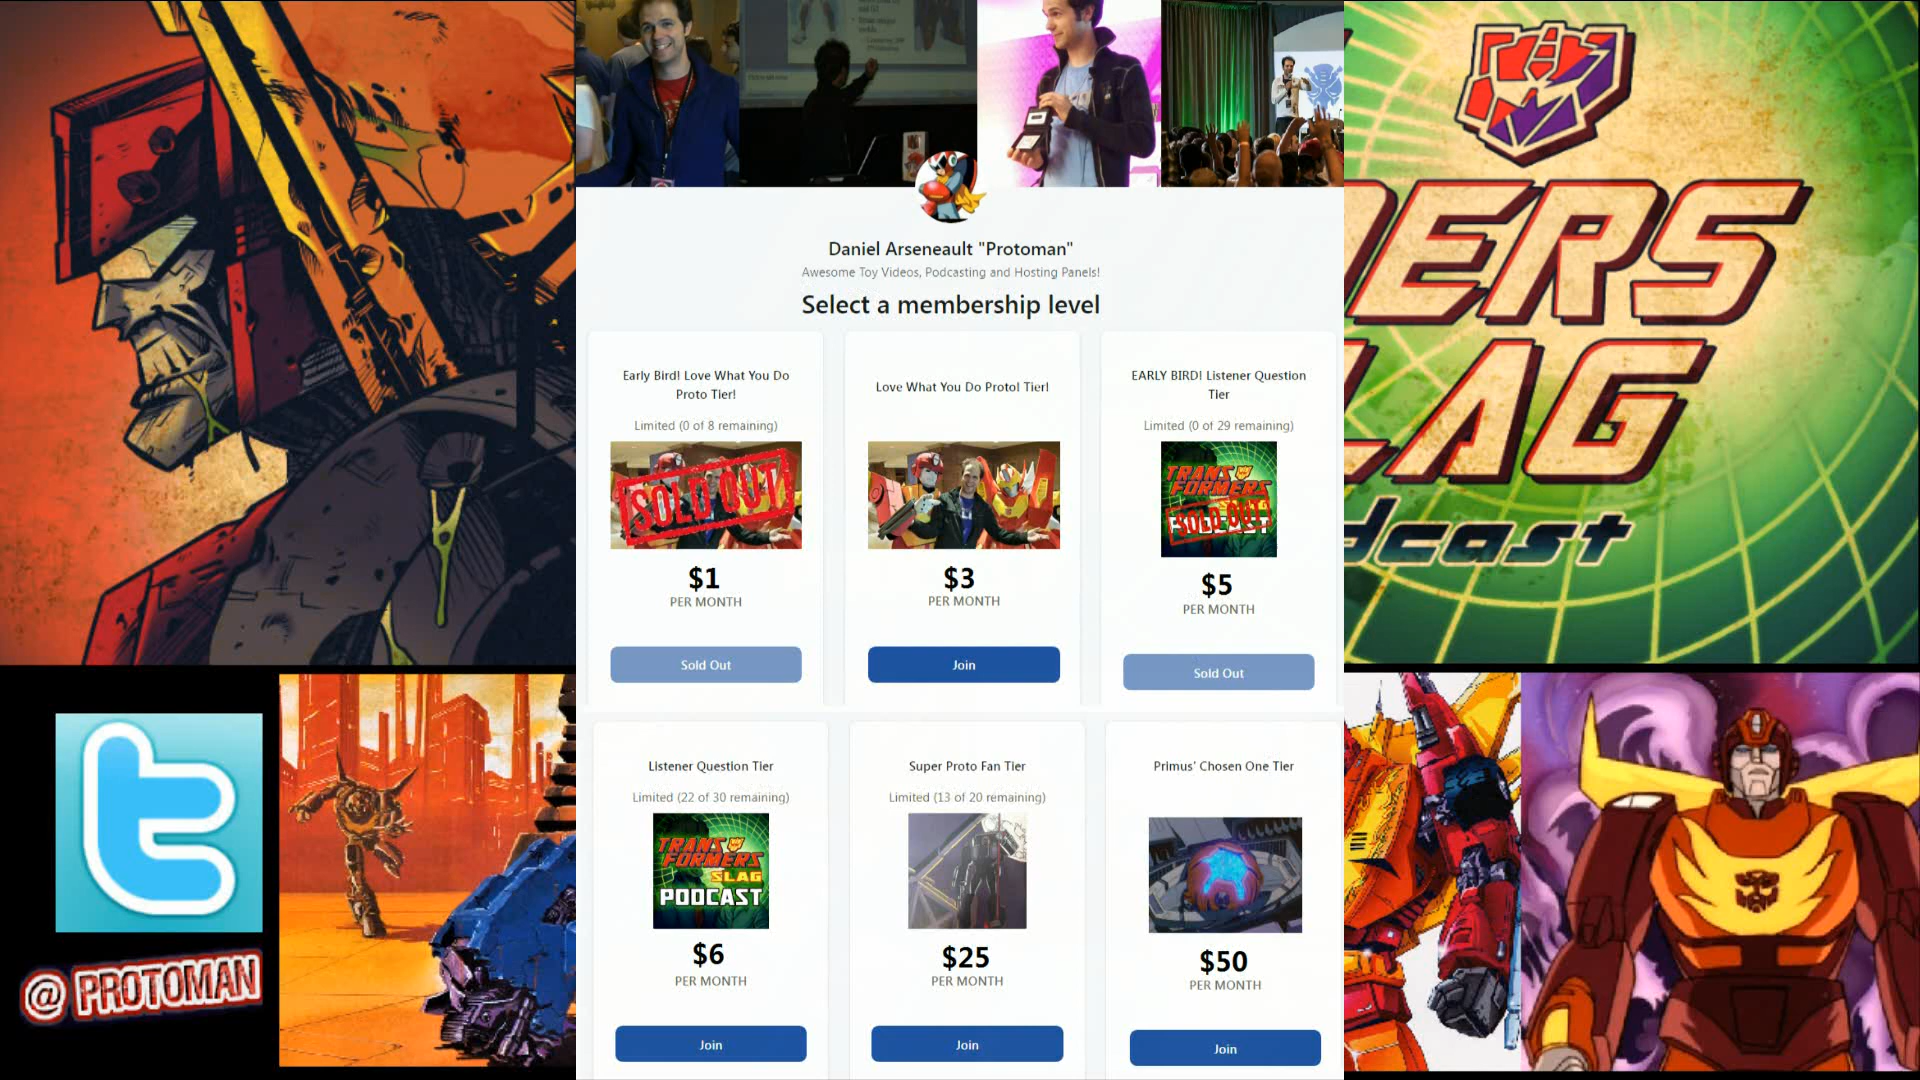 Daniel Arseneault "Protoman"
Awesome Toy Videos, Podcasting and Hosting Panels!
Select a membership level
Early Bird! Love What You Do
Proto Tier!
Limited (0 of 8 remaining)
SOLD OUT
$1
PER MONTH
Sold Out
Love What You Do Proto! Tier!
$3
PER MONTH
Join
EARLY BIRD! Listener Question
Tier
Limited (0 of 29 remaining)
TRANS
FORMERS
SOLD OUT
$5
PER MONTH
Sold Out
Listener Question Tier
Limited (22 of 30 remaining)
TRANS
FORMERS
SLAG
PODCAST
$6
PER MONTH
Join
Super Proto Fan Tier
Limited (13 of 20 remaining)
$25
PER MONTH
Join
Primus' Chosen One Tier
$50
PER MONTH
Join
ERS
LAG
dcast
t
@ PROTOMAN